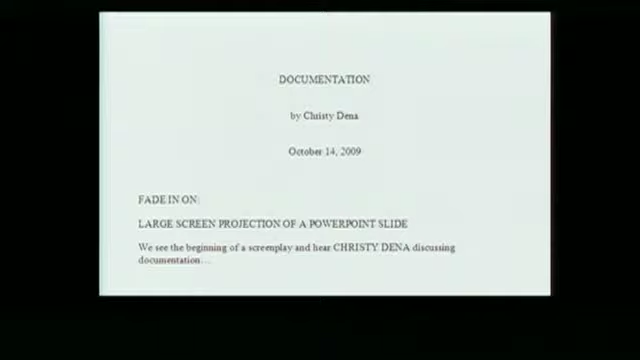 DOCUMENTATION
by Christy Dena
October 14, 2009
FADE IN ON:
LARGE SCREEN PROJECTION OF A POWERPOINT SLIDE
We see the beginning of a screenplay and hear CHRISTY DENA discussing
documentation…